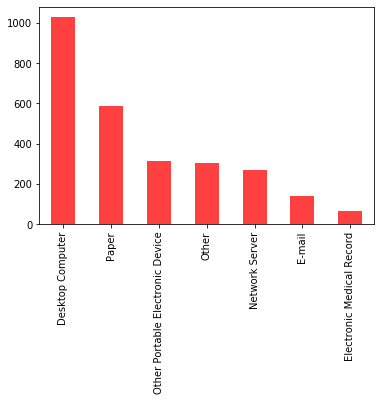 1000
800
600
400
200
0
Desktop Computer
Paper
Other Portable Electronic Device
Other
Network Server
E-mail
Electronic Medical Record